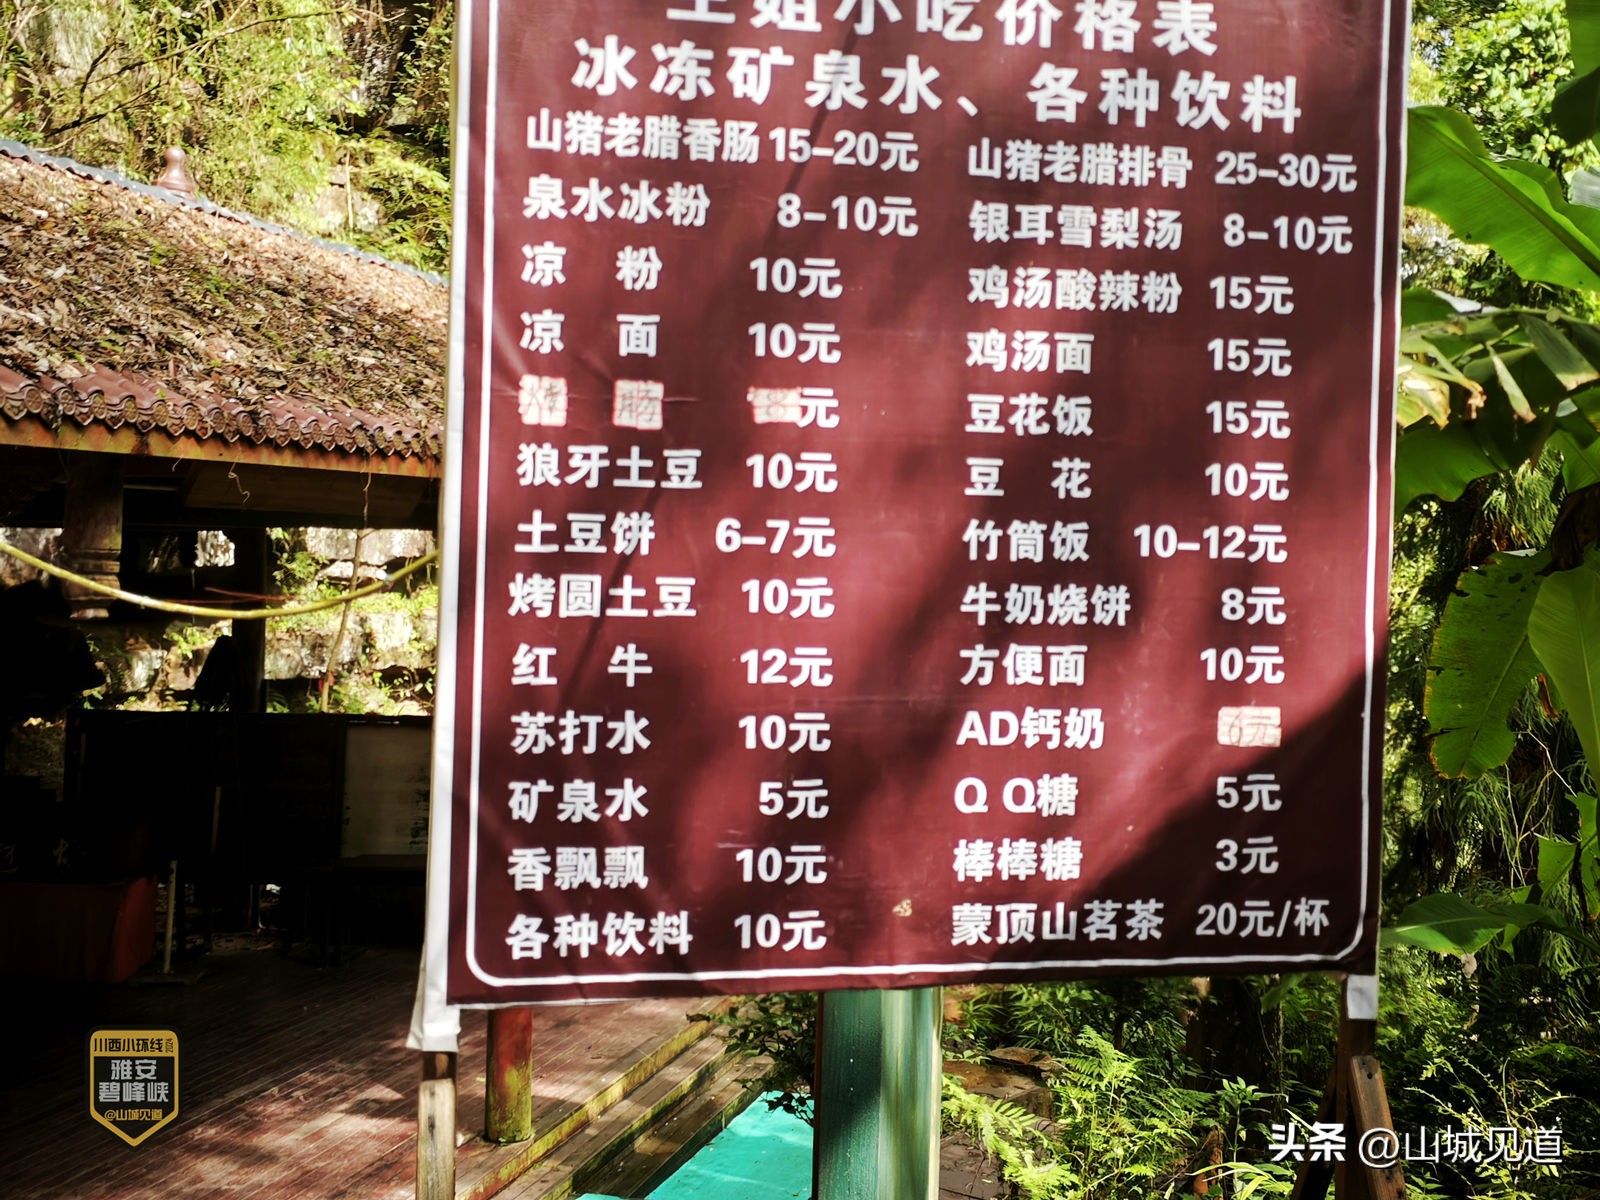 姐小吃价格表
冰冻矿泉水、各种饮料
山猪老腊香肠 15-20元
泉水冰粉 8-10元
凉 粉 10元
凉 面 10元
元
狼牙土豆 10元
土豆饼 6-7元
烤圆土豆 10元
红 牛 12元
苏打水 10元
矿泉水 5元
香飘飘 10元
各种饮料 10元
山猪老腊排骨 25-30元
银耳雪梨汤 8-10元
鸡汤酸辣粉 15元
鸡汤面 15元
豆花饭 15元
豆 花 10元
竹筒饭 10-12元
牛奶烧饼 8元
方便面 10元
AD钙奶 6元
Q Q糖 5元
棒棒糖 3元
蒙顶山茗茶 20元/杯
川西小环线
雅安
碧峰峡
@山城见道
头条 @山城见道